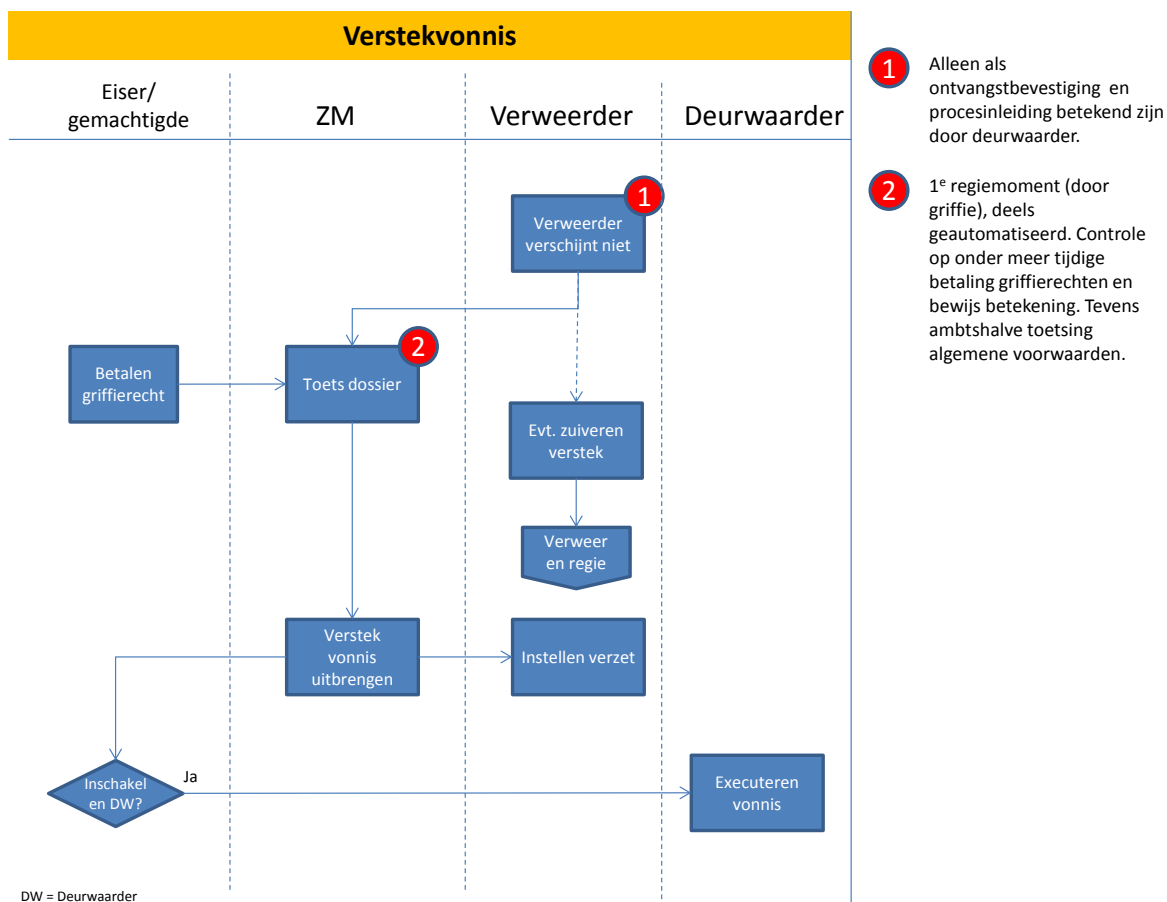 Verstekvonnis
Eiser/
gemachtigde
ZM
Verweerder
Deurwaarder
1
Verweerder
verschijnt niet
2
Betalen
griffierecht
Toets dossier
Evt. zuiveren
verstek
Verweer
en regie
Verstek
vonnis
uitbrengen
Instellen verzet
Inschakel
en DW?
Ja
Executeren
vonnis
DW = Deurwaarder
1
Alleen als
ontvangstbevestiging en
procesinleiding betekend zijn
door deurwaarder.
2
1e regiemoment (door
griffie), deels
geautomatiseerd. Controle
op onder meer tijdige
betaling griffierechten en
bewijs betekening. Tevens
ambtshalve toetsing
algemene voorwaarden.